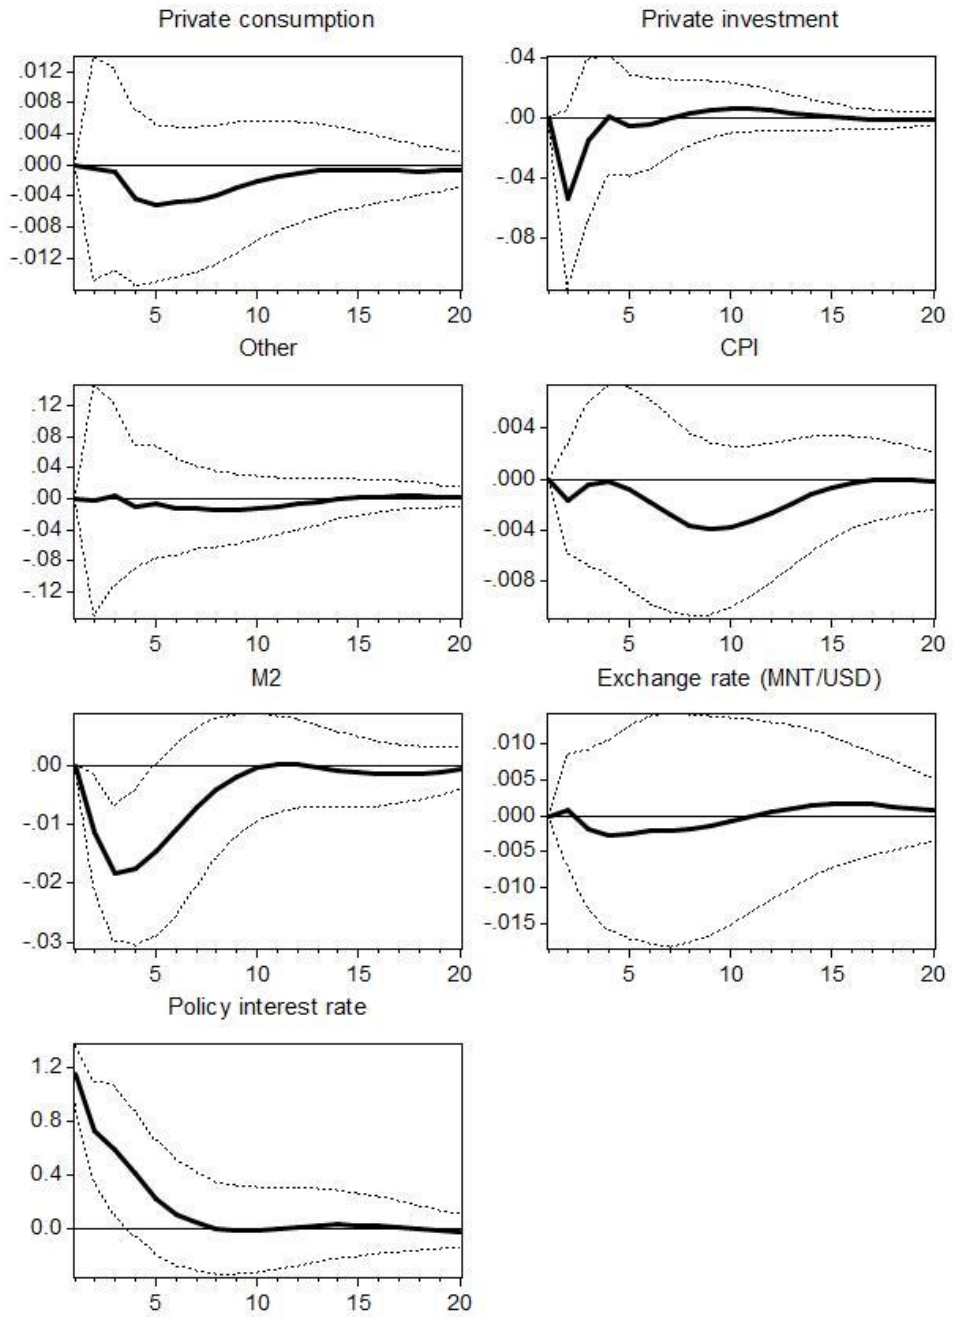 Private consumption
.012
.008
.004
.000
-.004
-.008
-.012
5 10 15 20
Private investment
.04
.00
-.04
-.08
5 10 15 20
Other
.12
.08
.04
.00
-.04
-.08
-.12
5 10 15 20
CPI
.004
.000
-.004
-.008
5 10 15 20
M2
.00
-.01
-.02
-.03
5 10 15 20
Exchange rate (MNT/USD)
.010
.005
.000
-.005
-.010
-.015
5 10 15 20
Policy interest rate
1.2
0.8
0.4
0.0
5 10 15 20